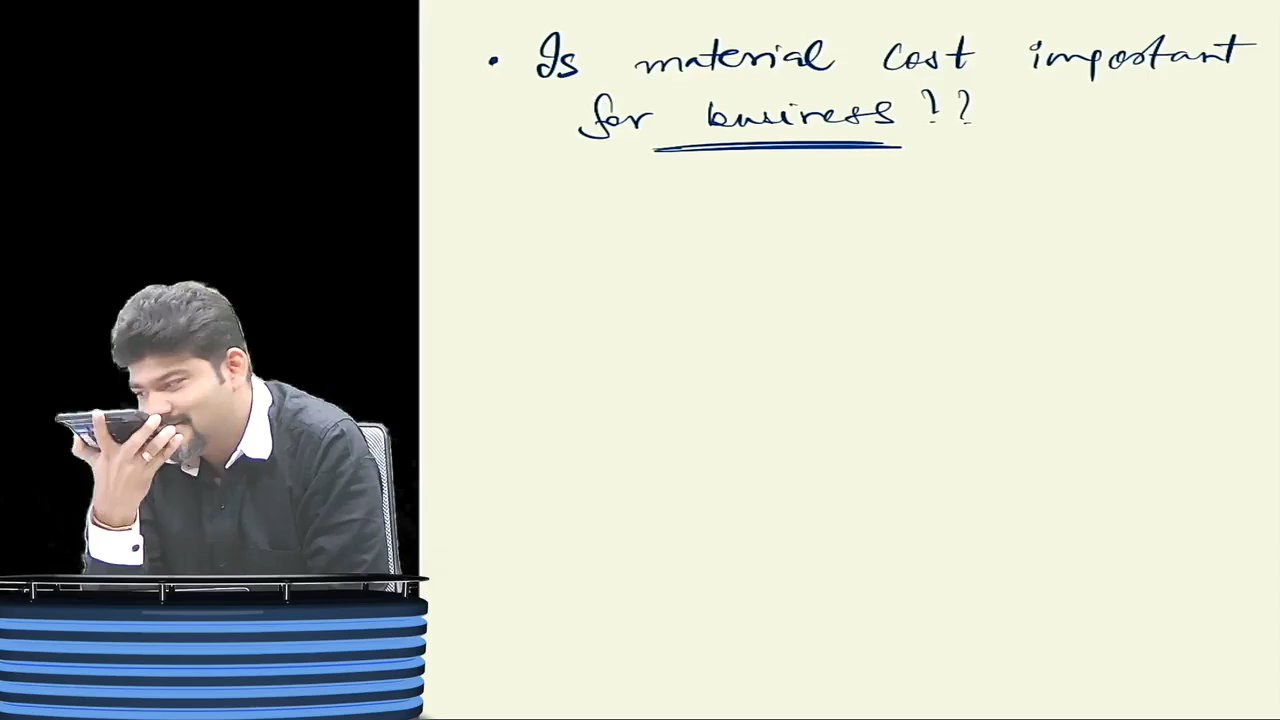 • Is material cost important
for business ??